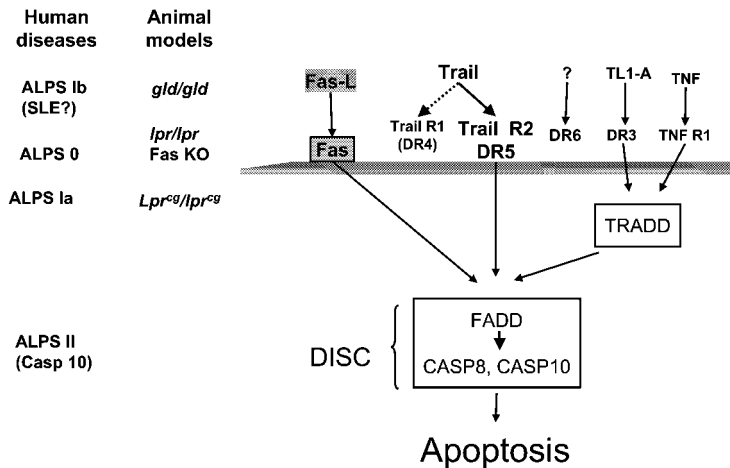 Human diseases
Animal models
ALPS Ib (SLE?)
gld/gld
Fas-L
Trail
?
TL1-A
TNF
lpr/lpr
ALPS 0
Fas KO
Fas
Trail R1 (DR4)
Trail R2
DR5
DR6
DR3
TNF R1
ALPS Ia
Lprcg/lprcg
TRADD
ALPS II
(Casp 10)
DISC
FADD
CASP8, CASP10
Apoptosis